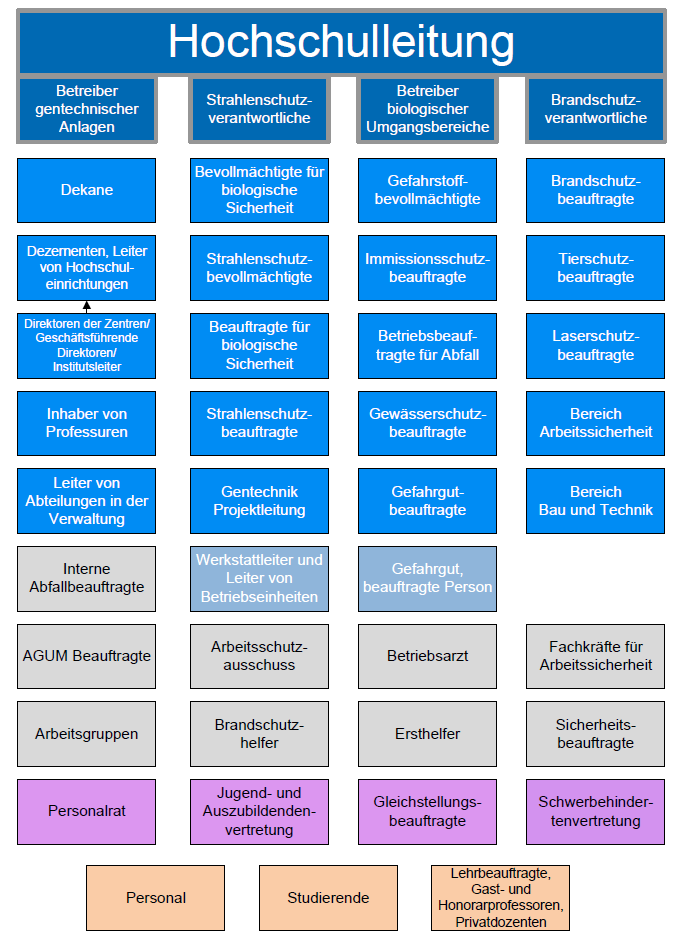 Hochschulleitung
Betreiber
gentechnischer
Anlagen
Strahlenschutz-
verantwortliche
Betreiber
biologischer
Umgangsbereiche
Brandschutz-
verantwortliche
Dekane
Bevollmächtigte für
biologische
Sicherheit
Gefahrstoff-
bevollmächtigte
Brandschutz-
beauftragte
Dezernenten, Leiter
von Hochschul-
einrichtungen
Strahlenschutz-
bevollmächtigte
Immissionsschutz-
beauftragte
Tierschutz-
beauftragte
Direktoren der Zentren/
Geschäftsführende
Direktoren/
Institutsleiter
Beauftragte für
biologische
Sicherheit
Betriebsbeauf-
tragte für Abfall
Laserschutz-
beauftragte
Inhaber von
Professuren
Strahlenschutz-
beauftragte
Gewässerschutz-
beauftragte
Bereich
Arbeitssicherheit
Leiter von
Abteilungen in der
Verwaltung
Gentechnik
Projektleitung
Gefahrgut-
beauftragte
Bereich
Bau und Technik
Interne
Abfallbeauftragte
Werkstattleiter und
Leiter von
Betriebseinheiten
Gefahrgut,
beauftragte Person
AGUM Beauftragte
Arbeitsschutz-
ausschuss
Betriebsarzt
Fachkräfte für
Arbeitssicherheit
Arbeitsgruppen
Brandschutz-
helfer
Ersthelfer
Sicherheits-
beauftragte
Personalrat
Jugend- und
Auszubildenden-
vertretung
Gleichstellungs-
beauftragte
Schwerbehinder-
tenvertretung
Personal
Studierende
Lehrbeauftragte,
Gast- und
Honorarprofessoren,
Privatdozenten